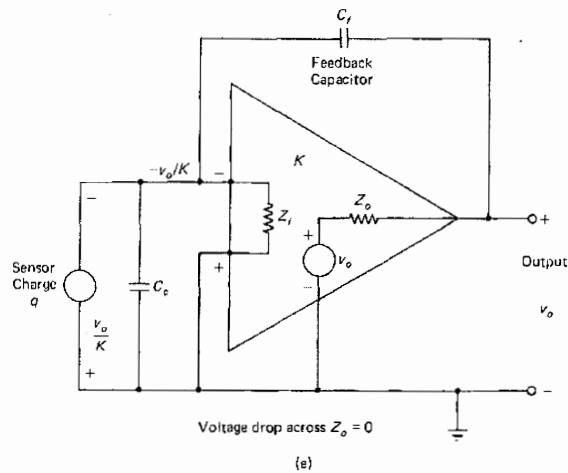 C_f
Feedback
Capacitor
-v_o/K
K
−
−
Z_i
Z_o
+
+
v_o
−
Sensor
Charge
q
v_o/K
+
C_c
+
Output
v_o
−
Voltage drop across Z_o = 0
(e)